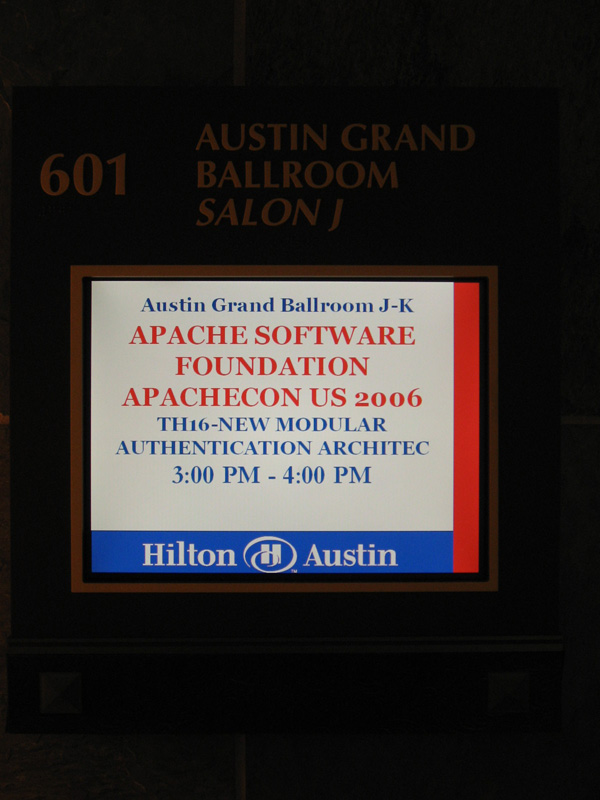 601
AUSTIN GRAND
BALLROOM
SALON J
Austin Grand Ballroom J-K
APACHE SOFTWARE
FOUNDATION
APACHECON US 2006
TH16-NEW MODULAR
AUTHENTICATION ARCHITEC
3:00 PM - 4:00 PM
Hilton H Austin